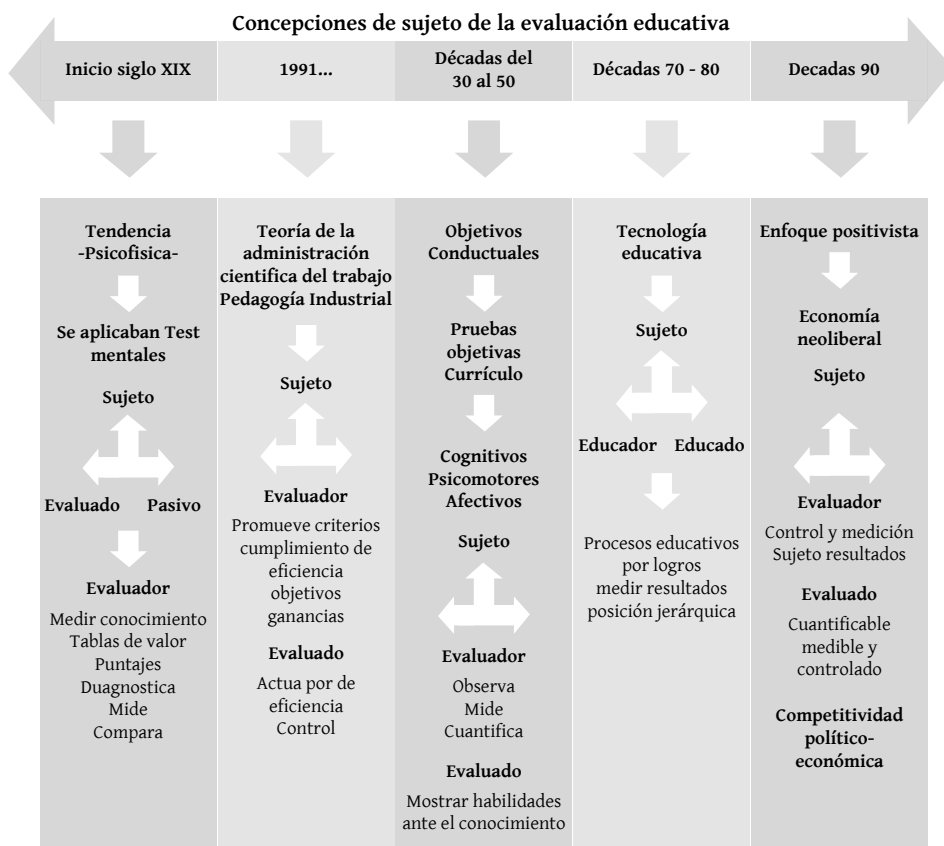 Concepciones de sujeto de la evaluación educativa
Inicio siglo XIX
1991...
Décadas del
30 al 50
Décadas 70 - 80
Decadas 90
Tendencia
-Psicofisica-
Se aplicaban Test
mentales
Sujeto
Evaluado
Pasivo
Evaluador
Medir conocimiento
Tablas de valor
Puntajes
Duagnostica
Mide
Compara
Teoría de la
administración
cientifica del trabajo
Pedagogía Industrial
Sujeto
Evaluador
Promueve criterios
cumplimiento de
eficiencia
objetivos
ganancias
Evaluado
Actua por de
eficiencia
Control
Objetivos
Conductuales
Pruebas
objetivas
Currículo
Cognitivos
Psicomotores
Afectivos
Sujeto
Evaluador
Observa
Mide
Cuantifica
Evaluado
Mostrar habilidades
ante el conocimiento
Tecnología
educativa
Sujeto
Educador
Educado
Procesos educativos
por logros
medir resultados
posición jerárquica
Enfoque positivista
Economía
neoliberal
Sujeto
Evaluador
Control y medición
Sujeto resultados
Evaluado
Cuantificable
medible y
controlado
Competitividad
político-
económica